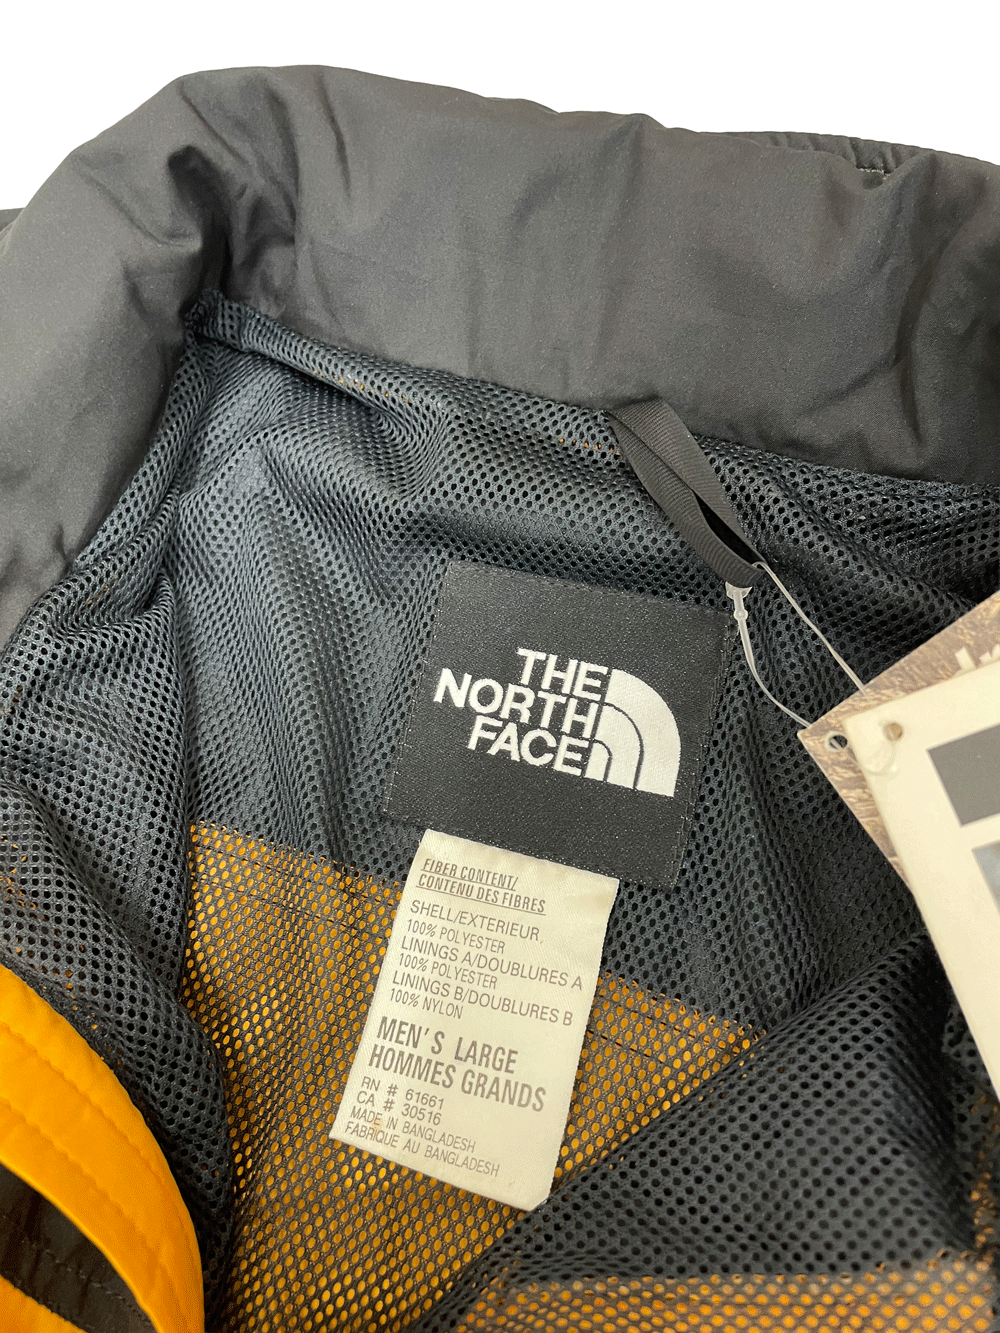 THE
NORTH
FACE
FIBER CONTENT/
CONTENU DES FIBRES
SHELL/EXTERIEUR,
100% POLYESTER
LININGS A/DOUBLURES A
100% POLYESTER
LININGS B/DOUBLURES B
100% NYLON
MEN'S LARGE
HOMMES GRANDS
RN # 61661
CA # 30516
MADE IN BANGLADESH
FABRIQUE AU BANGLADESH